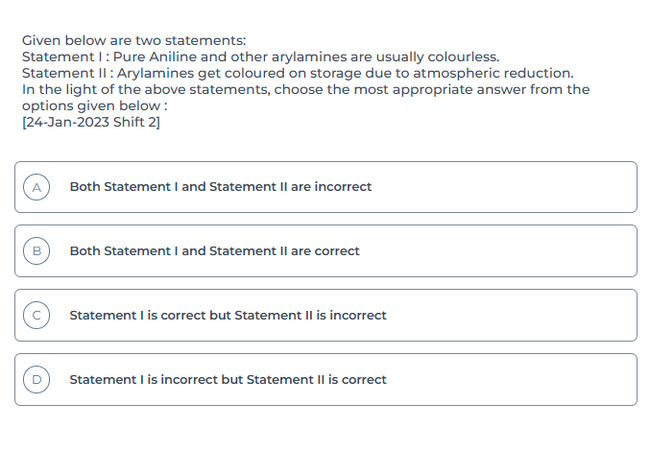 Given below are two statements:
Statement I : Pure Aniline and other arylamines are usually colourless.
Statement II : Arylamines get coloured on storage due to atmospheric reduction.
In the light of the above statements, choose the most appropriate answer from the
options given below :
[24-Jan-2023 Shift 2]
A Both Statement I and Statement II are incorrect
B Both Statement I and Statement II are correct
C Statement I is correct but Statement II is incorrect
D Statement I is incorrect but Statement II is correct